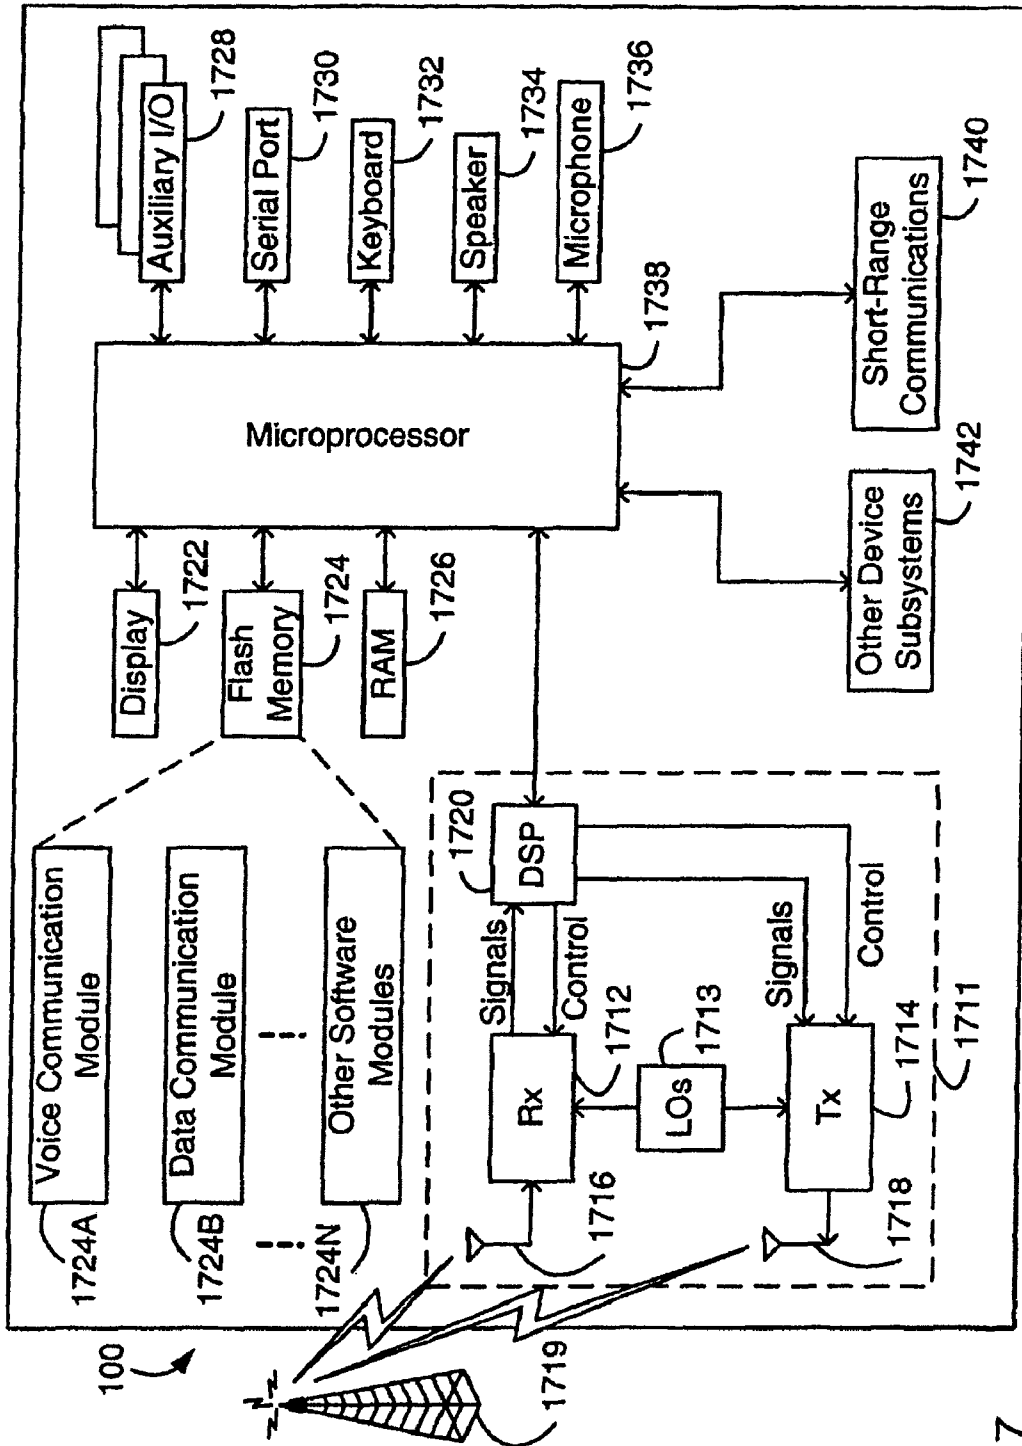 100
1719
Voice Communication
Module
1724A
Data Communication
Module
1724B
Other Software
Modules
1724N
Display
1722
Flash
Memory
1724
RAM
1726
Microprocessor
1738
Auxiliary I/O
1728
Serial Port
1730
Keyboard
1732
Speaker
1734
Microphone
1736
Short-Range
Communications
1740
Other Device
Subsystems
1742
DSP
1720
Signals
Control
Rx
1712
LOs
1713
Signals
Control
Tx
1714
1711
1716
1718
7